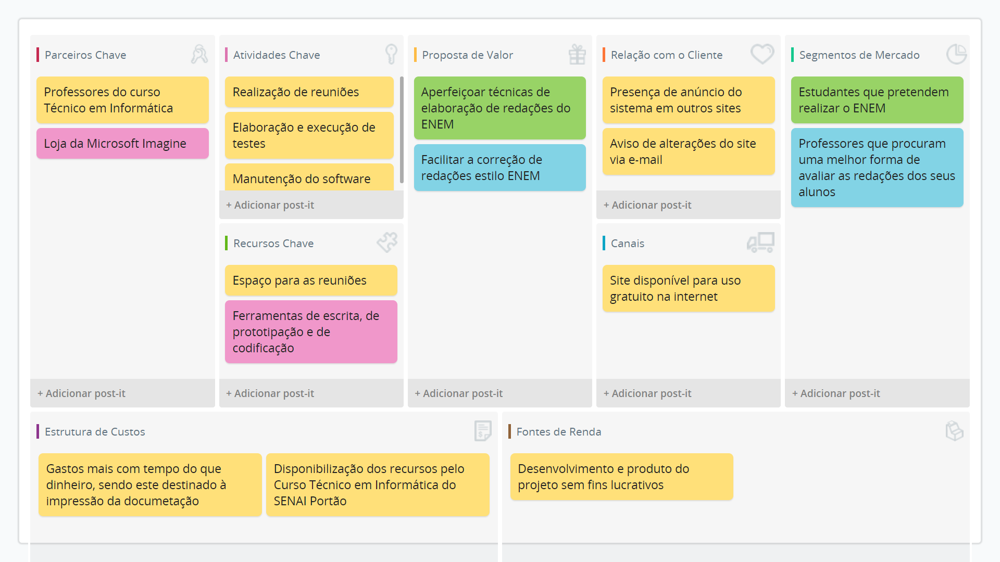 Parceiros Chave
Professores do curso
Técnico em Informática
Loja da Microsoft Imagine
+ Adicionar post-it
Atividades Chave
Realização de reuniões
Elaboração e execução de
testes
Manutenção do software
+ Adicionar post-it
Recursos Chave
Espaço para as reuniões
Ferramentas de escrita, de
prototipação e de
codificação
+ Adicionar post-it
Proposta de Valor
Aperfeiçoar técnicas de
elaboração de redações do
ENEM
Facilitar a correção de
redações estilo ENEM
+ Adicionar post-it
Relação com o Cliente
Presença de anúncio do
sistema em outros sites
Aviso de alterações do site
via e-mail
+ Adicionar post-it
Canais
Site disponível para uso
gratuito na internet
+ Adicionar post-it
Segmentos de Mercado
Estudantes que pretendem
realizar o ENEM
Professores que procuram
uma melhor forma de
avaliar as redações dos seus
alunos
+ Adicionar post-it
Estrutura de Custos
Gastos mais com tempo do que
dinheiro, sendo este destinado à
impressão da documetação
Disponibilização dos recursos pelo
Curso Técnico em Informática do
SENAI Portão
Fontes de Renda
Desenvolvimento e produto do
projeto sem fins lucrativos